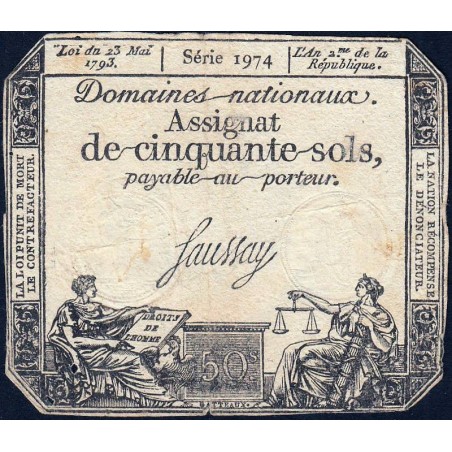 Loi du 23 Mai
1793.
Série 1974
L'An 2.me de la
République.
Domaines nationaux.
Assignat
de cinquante sols,
payable au porteur.
Saussay
LA LOI PUNIT DE MORT
LE CONTREFACTEUR.
LA NATION RÉCOMPENSE
LE DÉNONCIATEUR.
DROITS
DE
L'HOMME
50 S
GATTEAUX